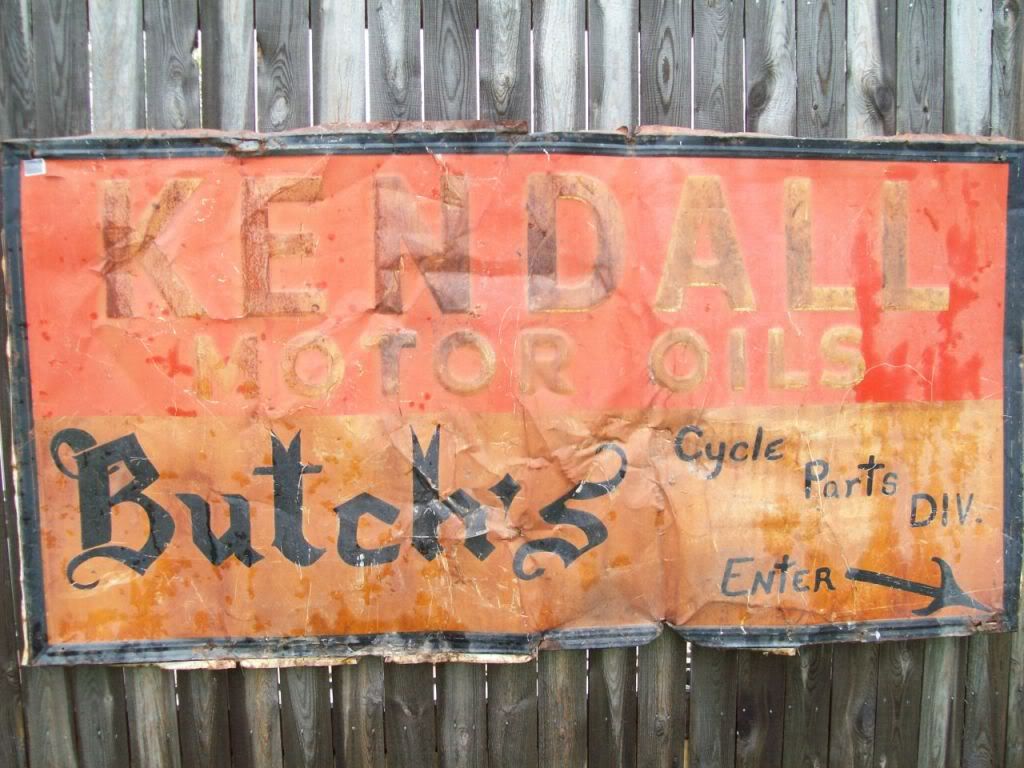 KENDALL
MOTOR OILS
Butch's
Cycle Parts DIV.
ENtER